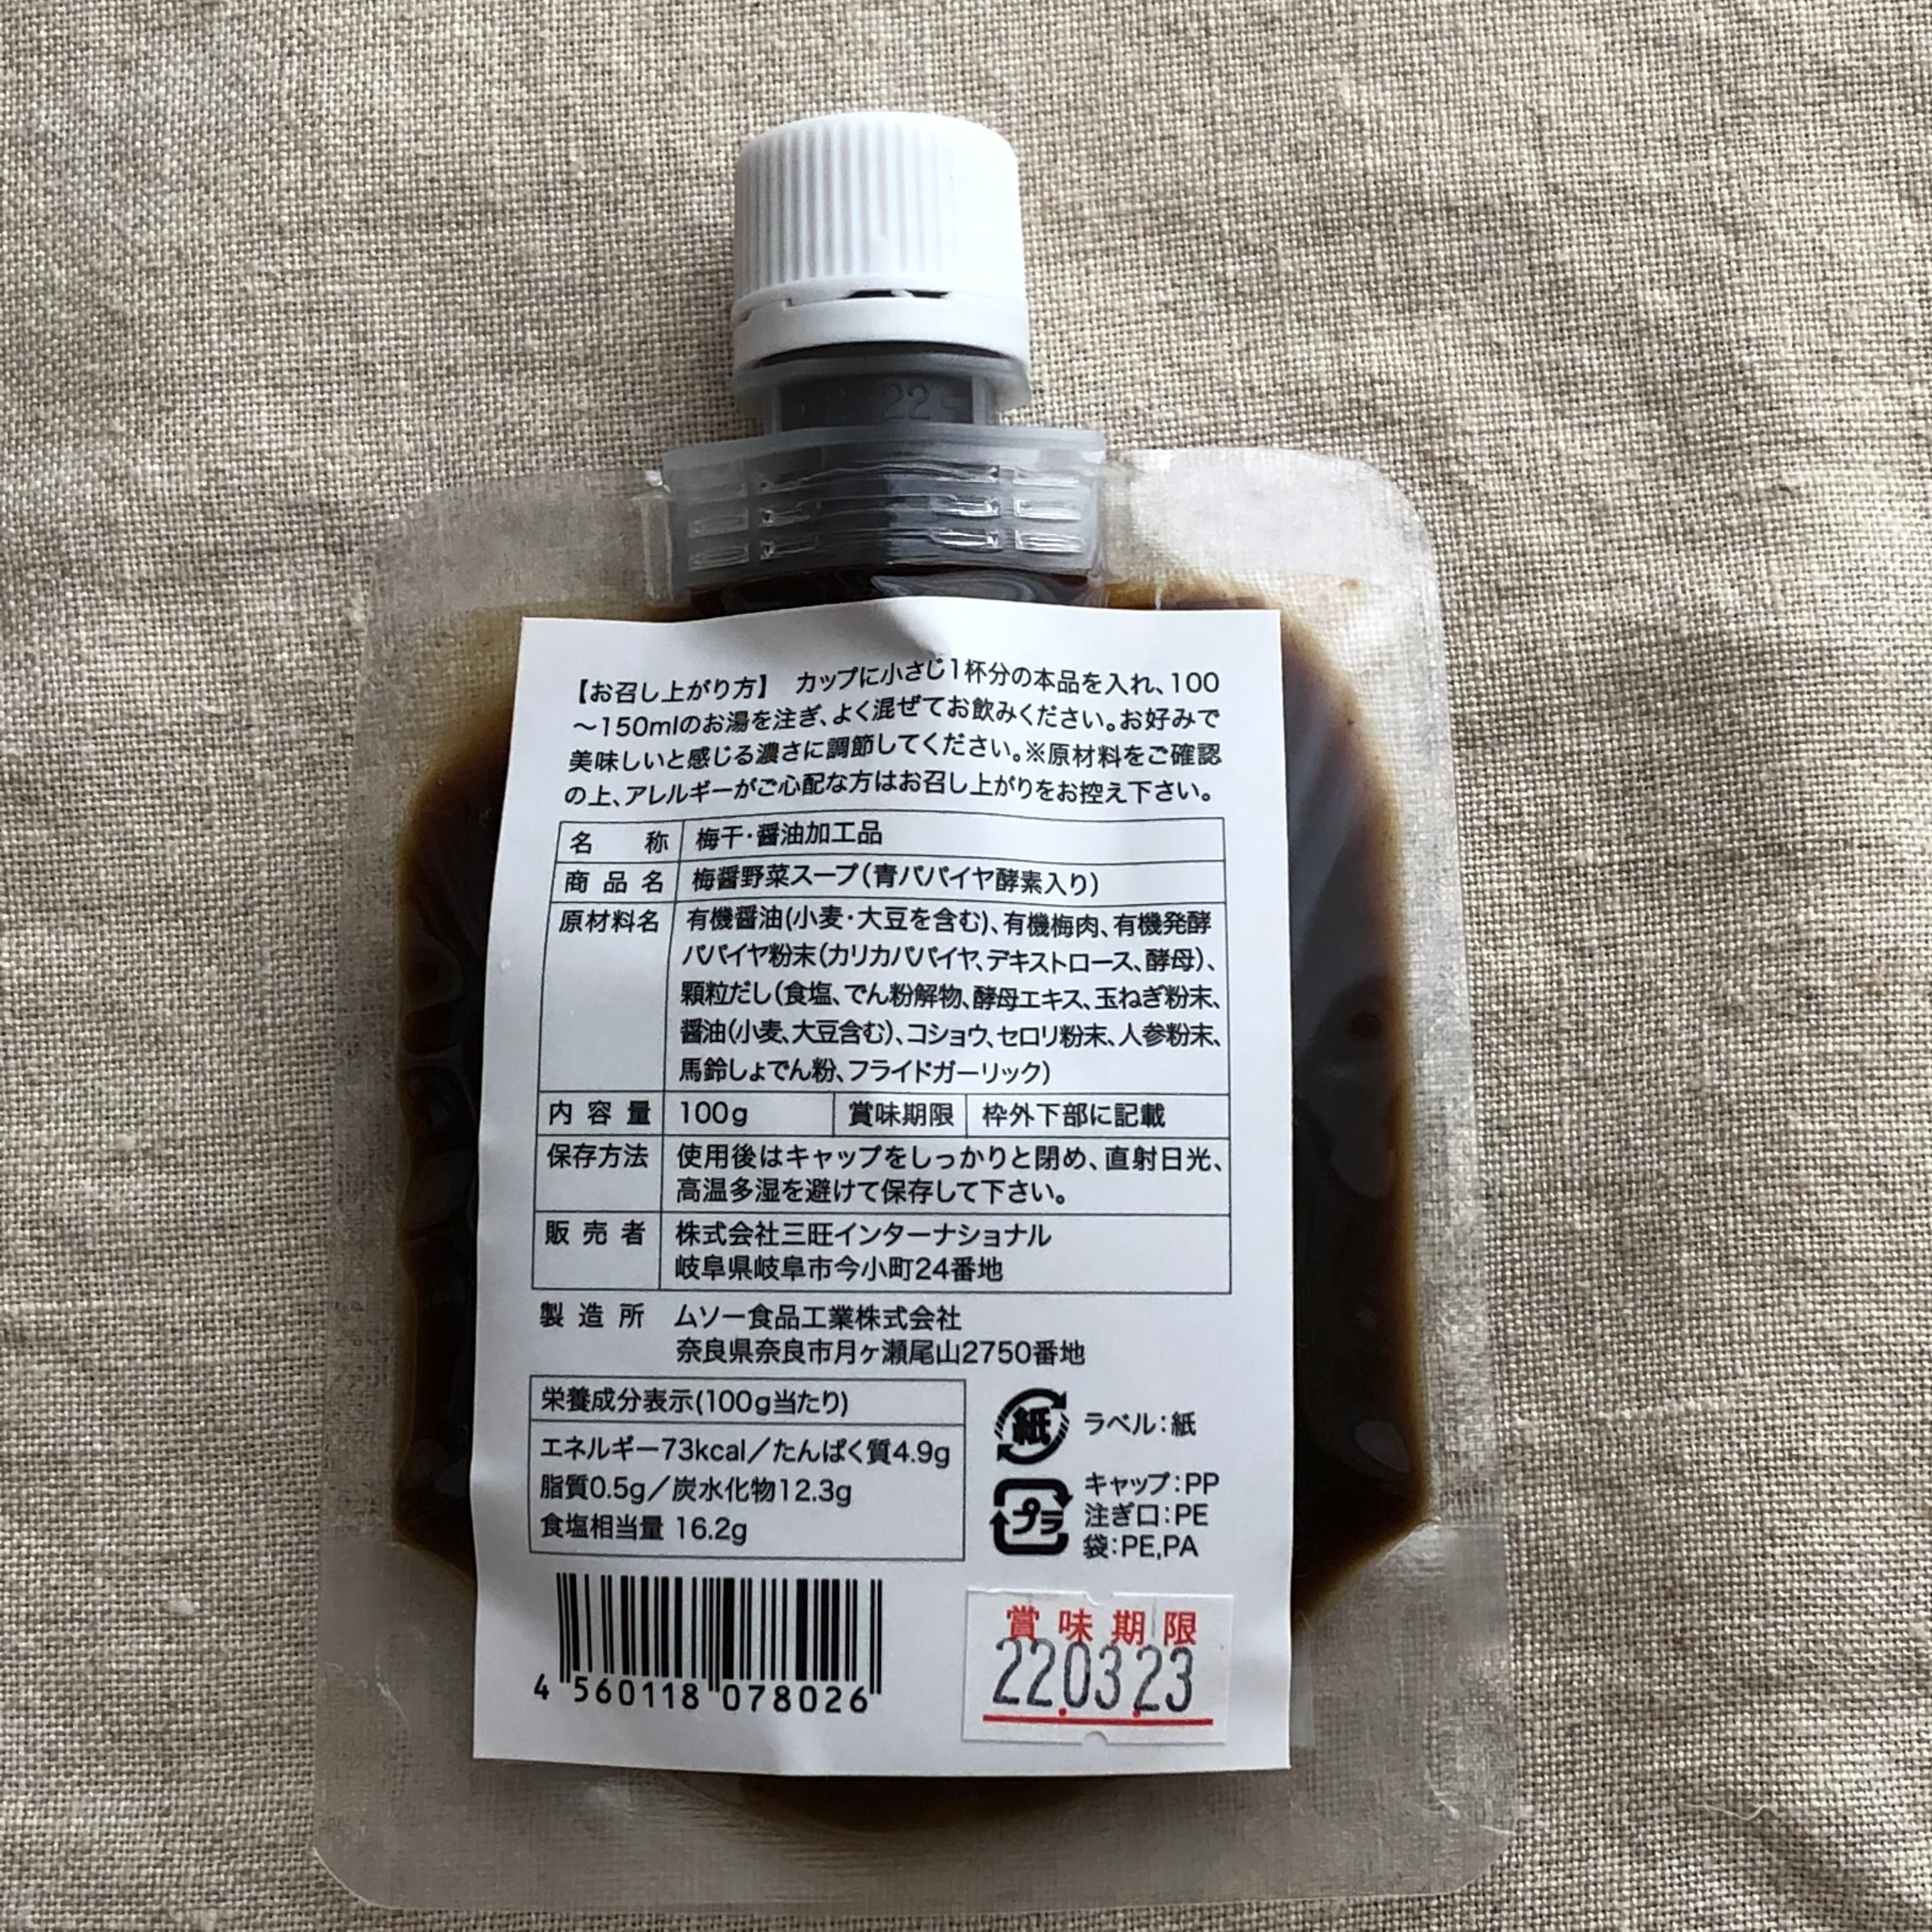 【お召し上がり方】 カップに小さじ1杯分の本品を入れ、100
～150mlのお湯を注ぎ、よく混ぜてお飲みください。お好みで
美味しいと感じる濃さに調節してください。※原材料をご確認
の上、アレルギーがご心配な方はお召し上がりをお控え下さい。
名称 梅干・醤油加工品
商品名 梅醤野菜スープ(青パパイヤ酵素入り)
原材料名 有機醤油(小麦・大豆を含む)、有機梅肉、有機発酵
パパイヤ粉末(カリカパパイヤ、デキストロース、酵母)、
顆粒だし(食塩、でん粉分解物、酵母エキス、玉ねぎ粉末、
醤油(小麦、大豆含む)、コショウ、セロリ粉末、人参粉末、
馬鈴しょでん粉、フライドガーリック)
内容量 100g 賞味期限 枠外下部に記載
保存方法 使用後はキャップをしっかりと閉め、直射日光、
高温多湿を避けて保存して下さい。
販売者 株式会社三旺インターナショナル
岐阜県岐阜市今小町24番地
製造所 ムソー食品工業株式会社
奈良県奈良市月ヶ瀬尾山2750番地
栄養成分表示(100g当たり)
エネルギー73kcal／たんぱく質4.9g
脂質0.5g／炭水化物12.3g
食塩相当量 16.2g
紙 ラベル:紙
プラ キャップ:PP
注ぎ口:PE
袋:PE,PA
4 560118 078026
賞味期限
22.03.23